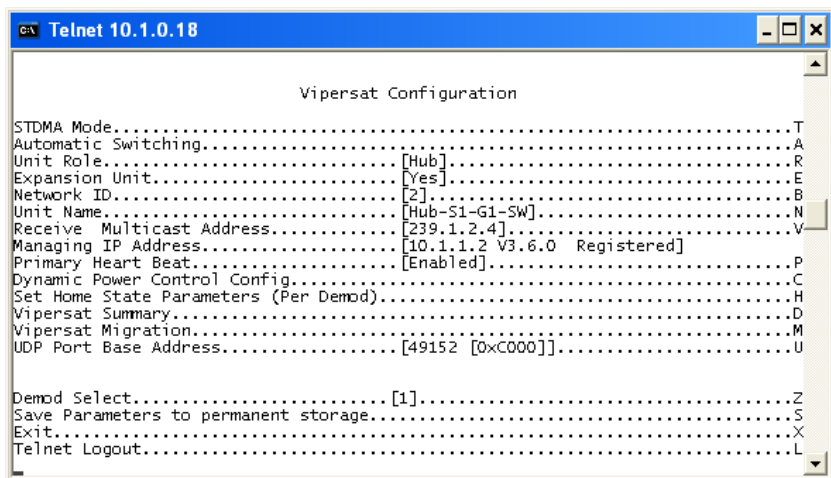 Telnet 10.1.0.18
Vipersat Configuration
STDMA Mode.....................................................................T
Automatic Switching............................................................A
Unit Role..............................[Hub]...................................R
Expansion Unit.........................[Yes]...................................E
Network ID.............................[2].....................................B
Unit Name..............................[Hub-S1-G1-SW]..........................N
Receive  Multicast Address.............[239.1.2.4].............................V
Managing IP Address....................[10.1.1.2 V3.6.0  Registered]
Primary Heart Beat.....................[Enabled]...............................P
Dynamic Power Control Config...................................................C
Set Home State Parameters (Per Demod)..........................................H
Vipersat Summary...............................................................D
Vipersat Migration.............................................................M
UDP Port Base Address..................[49152 [0xC000]]........................U
Demod Select...........................[1].....................................Z
Save Parameters to permanent storage...........................................S
Exit...........................................................................X
Telnet Logout..................................................................L